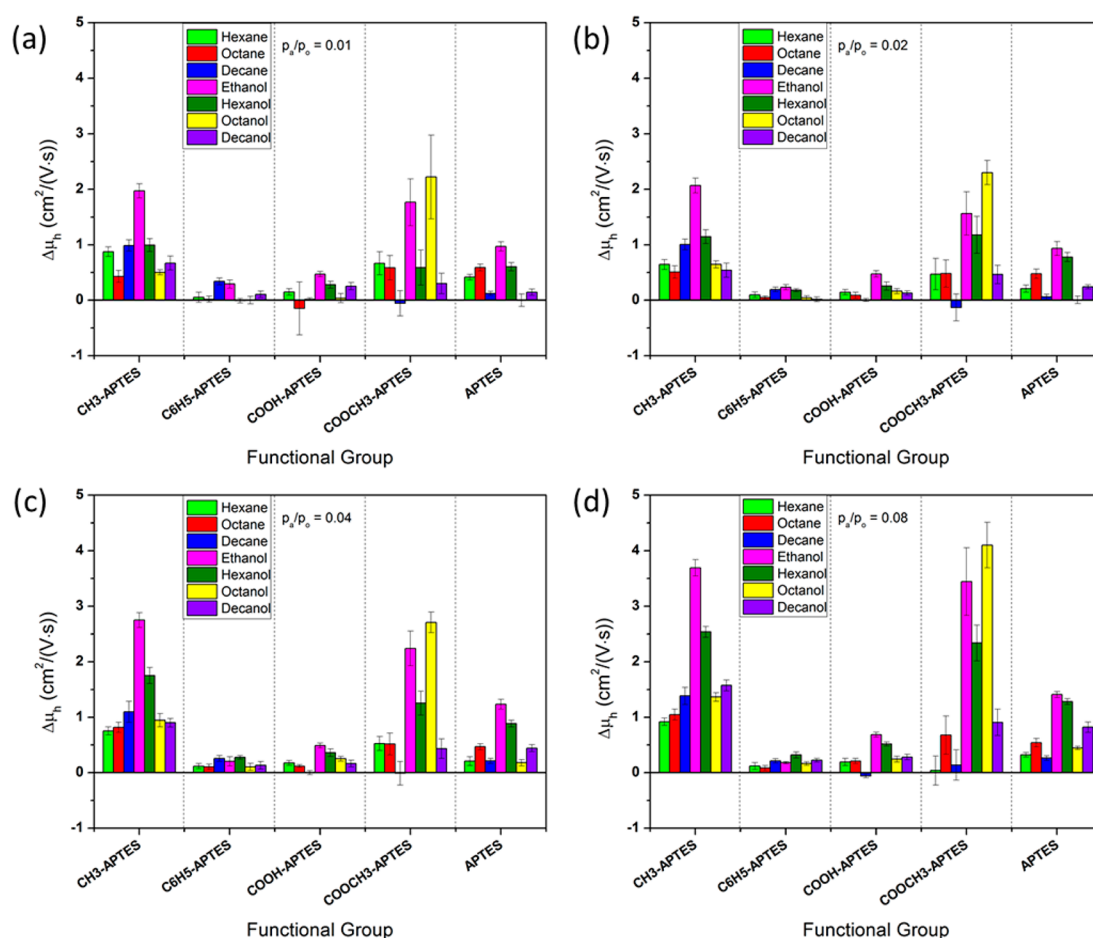 (a)
5
4
3
2
1
0
-1
Δμₕ (cm²/(V·s))
Hexane
Octane
Decane
Ethanol
Hexanol
Octanol
Decanol
pₐ/pₒ = 0.01
CH3-APTES
C6H5-APTES
COOH-APTES
COOCH3-APTES
APTES
Functional Group
(b)
5
4
3
2
1
0
-1
Δμₕ (cm²/(V·s))
Hexane
Octane
Decane
Ethanol
Hexanol
Octanol
Decanol
pₐ/pₒ = 0.02
CH3-APTES
C6H5-APTES
COOH-APTES
COOCH3-APTES
APTES
Functional Group
(c)
5
4
3
2
1
0
-1
Δμₕ (cm²/(V·s))
Hexane
Octane
Decane
Ethanol
Hexanol
Octanol
Decanol
pₐ/pₒ = 0.04
CH3-APTES
C6H5-APTES
COOH-APTES
COOCH3-APTES
APTES
Functional Group
(d)
5
4
3
2
1
0
-1
Δμₕ (cm²/(V·s))
Hexane
Octane
Decane
Ethanol
Hexanol
Octanol
Decanol
pₐ/pₒ = 0.08
CH3-APTES
C6H5-APTES
COOH-APTES
COOCH3-APTES
APTES
Functional Group